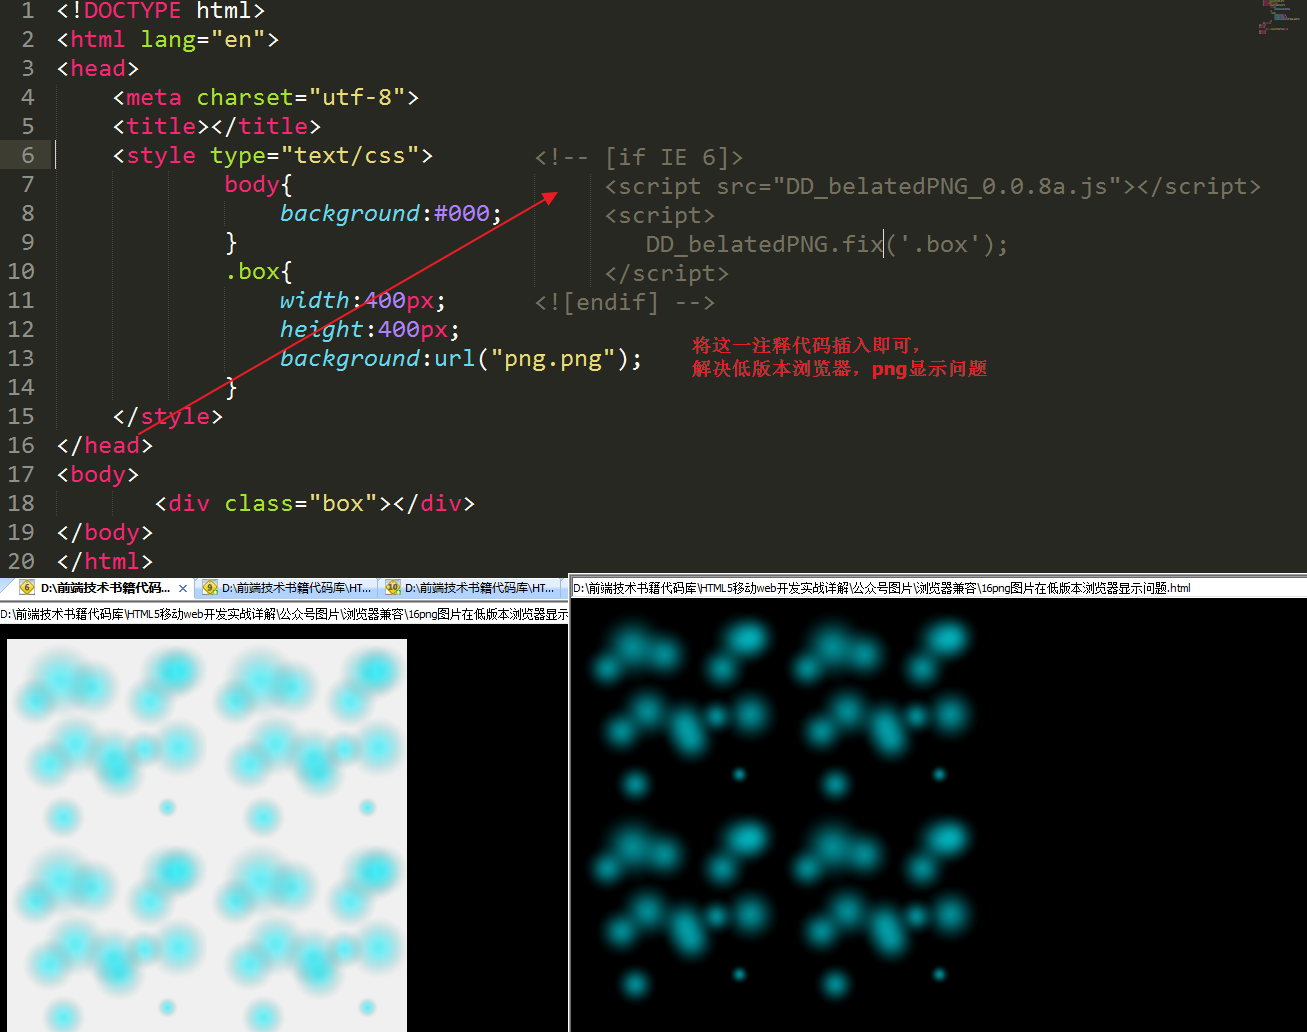 1 <!DOCTYPE html>
2 <html lang="en">
3 <head>
4 <meta charset="utf-8">
5 <title></title>
6 <style type="text/css">
7 body{
8 background:#000;
9 }
10 .box{
11 width:400px;
12 height:400px;
13 background:url("png.png");
14 }
15 </style>
16 </head>
17 <body>
18 <div class="box"></div>
19 </body>
20 </html>
<!-- [if IE 6]>
<script src="DD_belatedPNG_0.0.8a.js"></script>
<script>
DD_belatedPNG.fix('.box');
</script>
<![endif] -->
将这一注释代码插入即可，
解决低版本浏览器，png显示问题
6 D:\前端技术书籍代码... ×
9 D:\前端技术书籍代码库\HT...
10 D:\前端技术书籍代码库\HT...
D:\前端技术书籍代码库\HTML5移动web开发实战详解\公众号图片\浏览器兼容\16png图片在低版本浏览器显示
D:\前端技术书籍代码库\HTML5移动web开发实战详解\公众号图片\浏览器兼容\16png图片在低版本浏览器显示问题.html